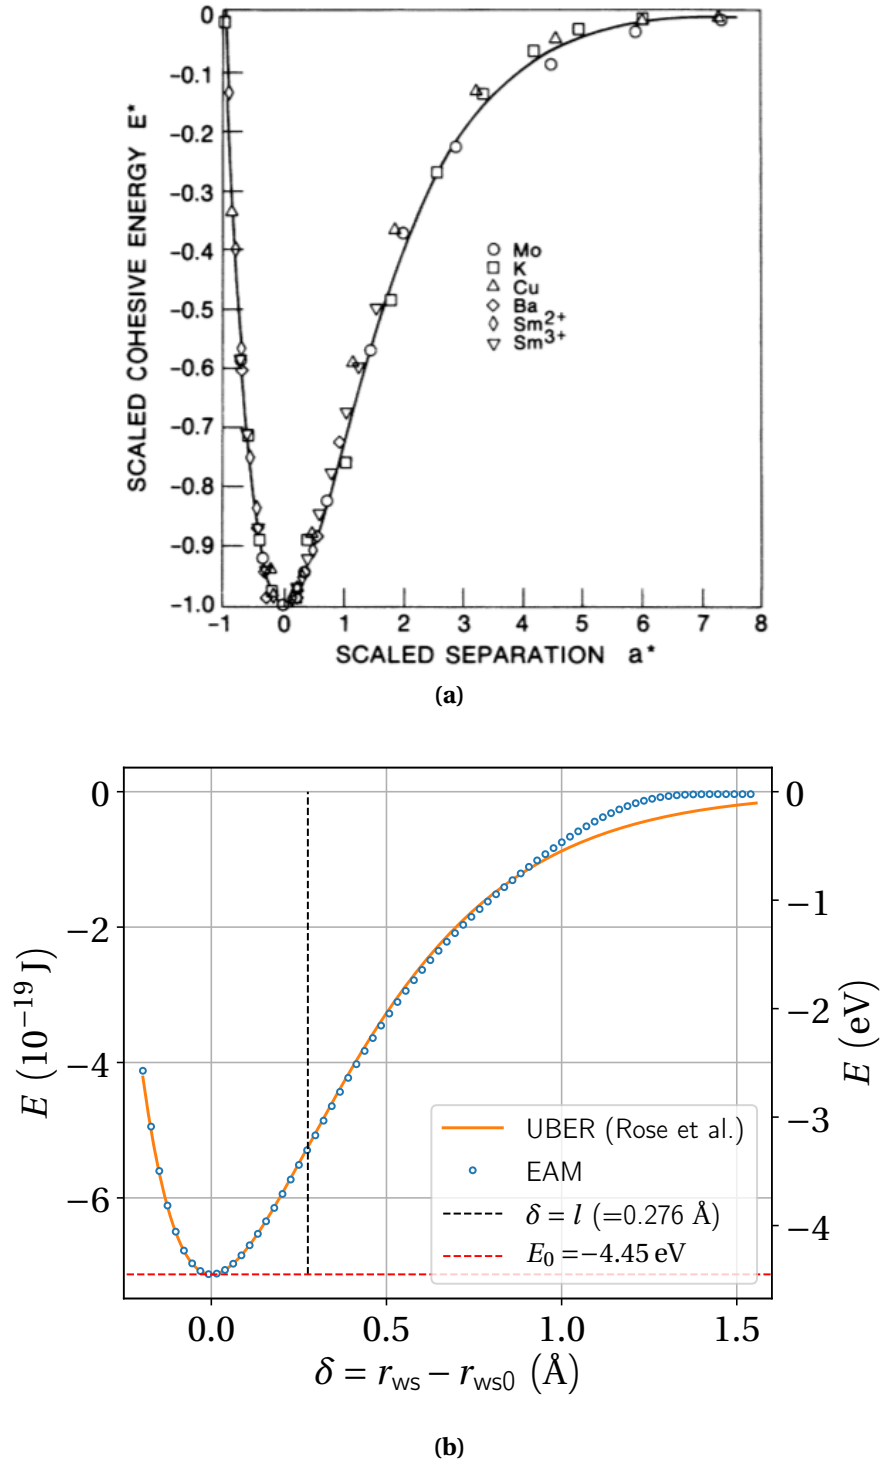 0
−0.1
−0.2
−0.3
−0.4
−0.5
−0.6
−0.7
−0.8
−0.9
−1.0
SCALED COHESIVE ENERGY E*
Mo
K
Cu
Ba
Sm2+
Sm3+
−1 0 1 2 3 4 5 6 7 8
SCALED SEPARATION a*
(a)
0
−2
−4
−6
E (10⁻¹⁹ J)
0
−1
−2
−3
−4
E (eV)
UBER (Rose et al.)
EAM
δ = l (=0.276 Å)
E₀ =−4.45 eV
0.0 0.5 1.0 1.5
δ = r_ws − r_ws0 (Å)
(b)